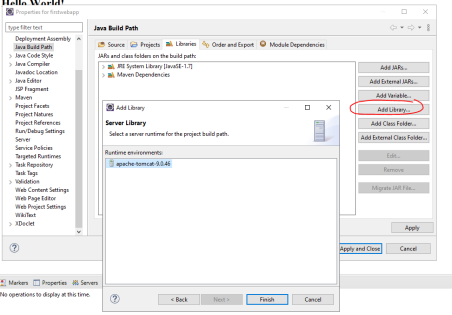 Hello World!
Properties for firstwebapp
type filter text
Java Build Path
Deployment Assembly
Java Build Path
Java Code Style
Java Compiler
Javadoc Location
Java Editor
JSP Fragment
Maven
Project Facets
Project Natures
Project References
Run/Debug Settings
Server
Service Policies
Targeted Runtimes
Task Repository
Task Tags
Validation
Web Content Settings
Web Page Editor
Web Project Settings
WikiText
XDoclet
Source Projects Libraries Order and Export Module Dependencies
JARs and class folders on the build path:
JRE System Library [JavaSE-1.7]
Maven Dependencies
Add JARs...
Add External JARs...
Add Variable...
Add Library...
Add Class Folder...
Add External Class Folder...
Edit...
Remove
Migrate JAR File...
Apply
Apply and Close Cancel
Add Library
Server Library
Select a server runtime for the project build path.
Runtime environments:
apache-tomcat-9.0.46
< Back Next > Finish Cancel
Markers Properties Servers
No operations to display at this time.